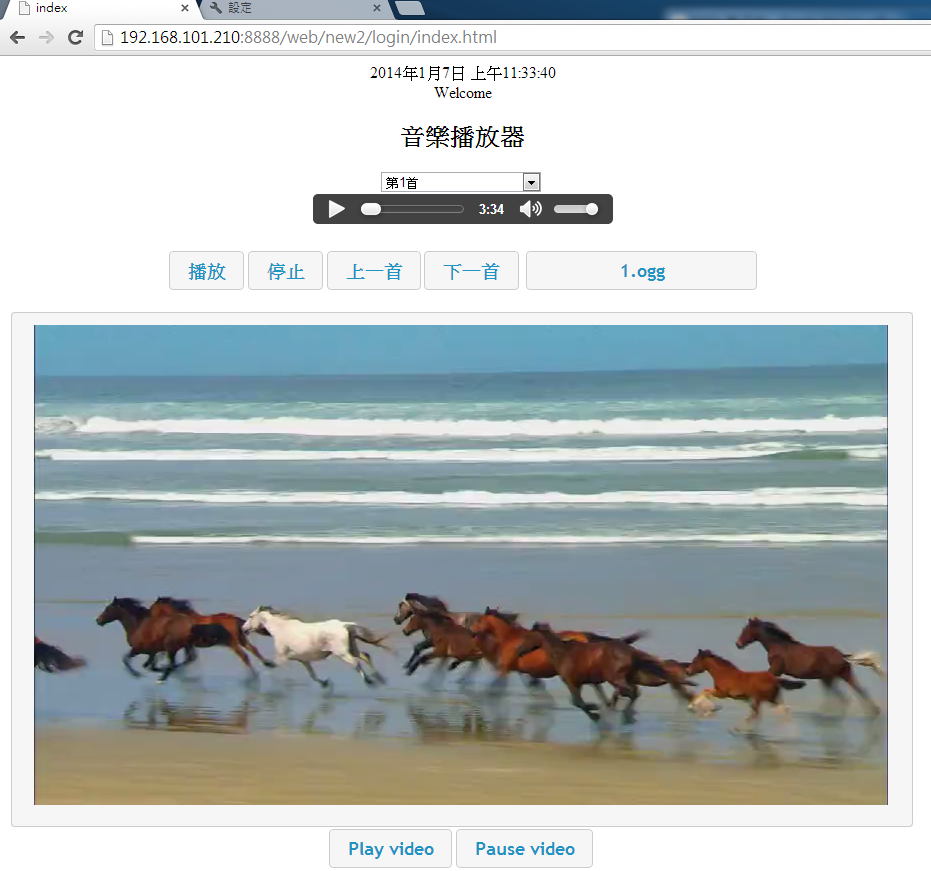 index
設定
192.168.101.210:8888/web/new2/login/index.html
2014年1月7日 上午11:33:40
Welcome
音樂播放器
第1首
3:34
播放 停止 上一首 下一首 1.ogg
Play video Pause video